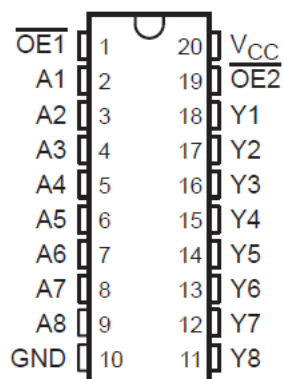 OE1 1 20 VCC
A1 2 19 OE2
A2 3 18 Y1
A3 4 17 Y2
A4 5 16 Y3
A5 6 15 Y4
A6 7 14 Y5
A7 8 13 Y6
A8 9 12 Y7
GND 10 11 Y8